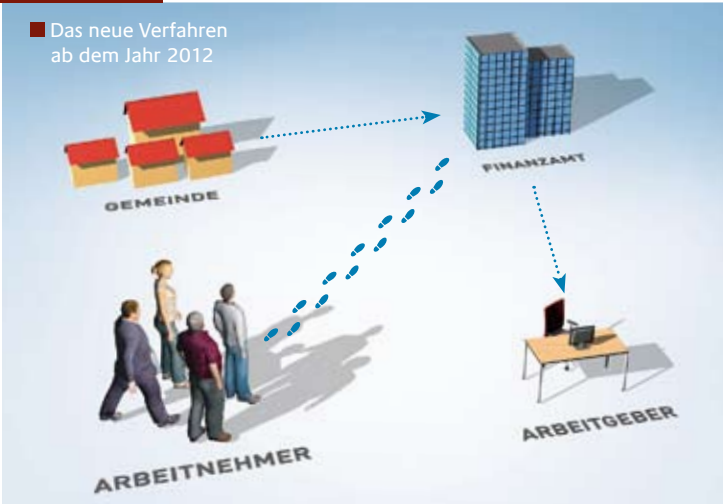 Das neue Verfahren
ab dem Jahr 2012
FINANZAMT
GEMEINDE
ARBEITGEBER
ARBEITNEHMER